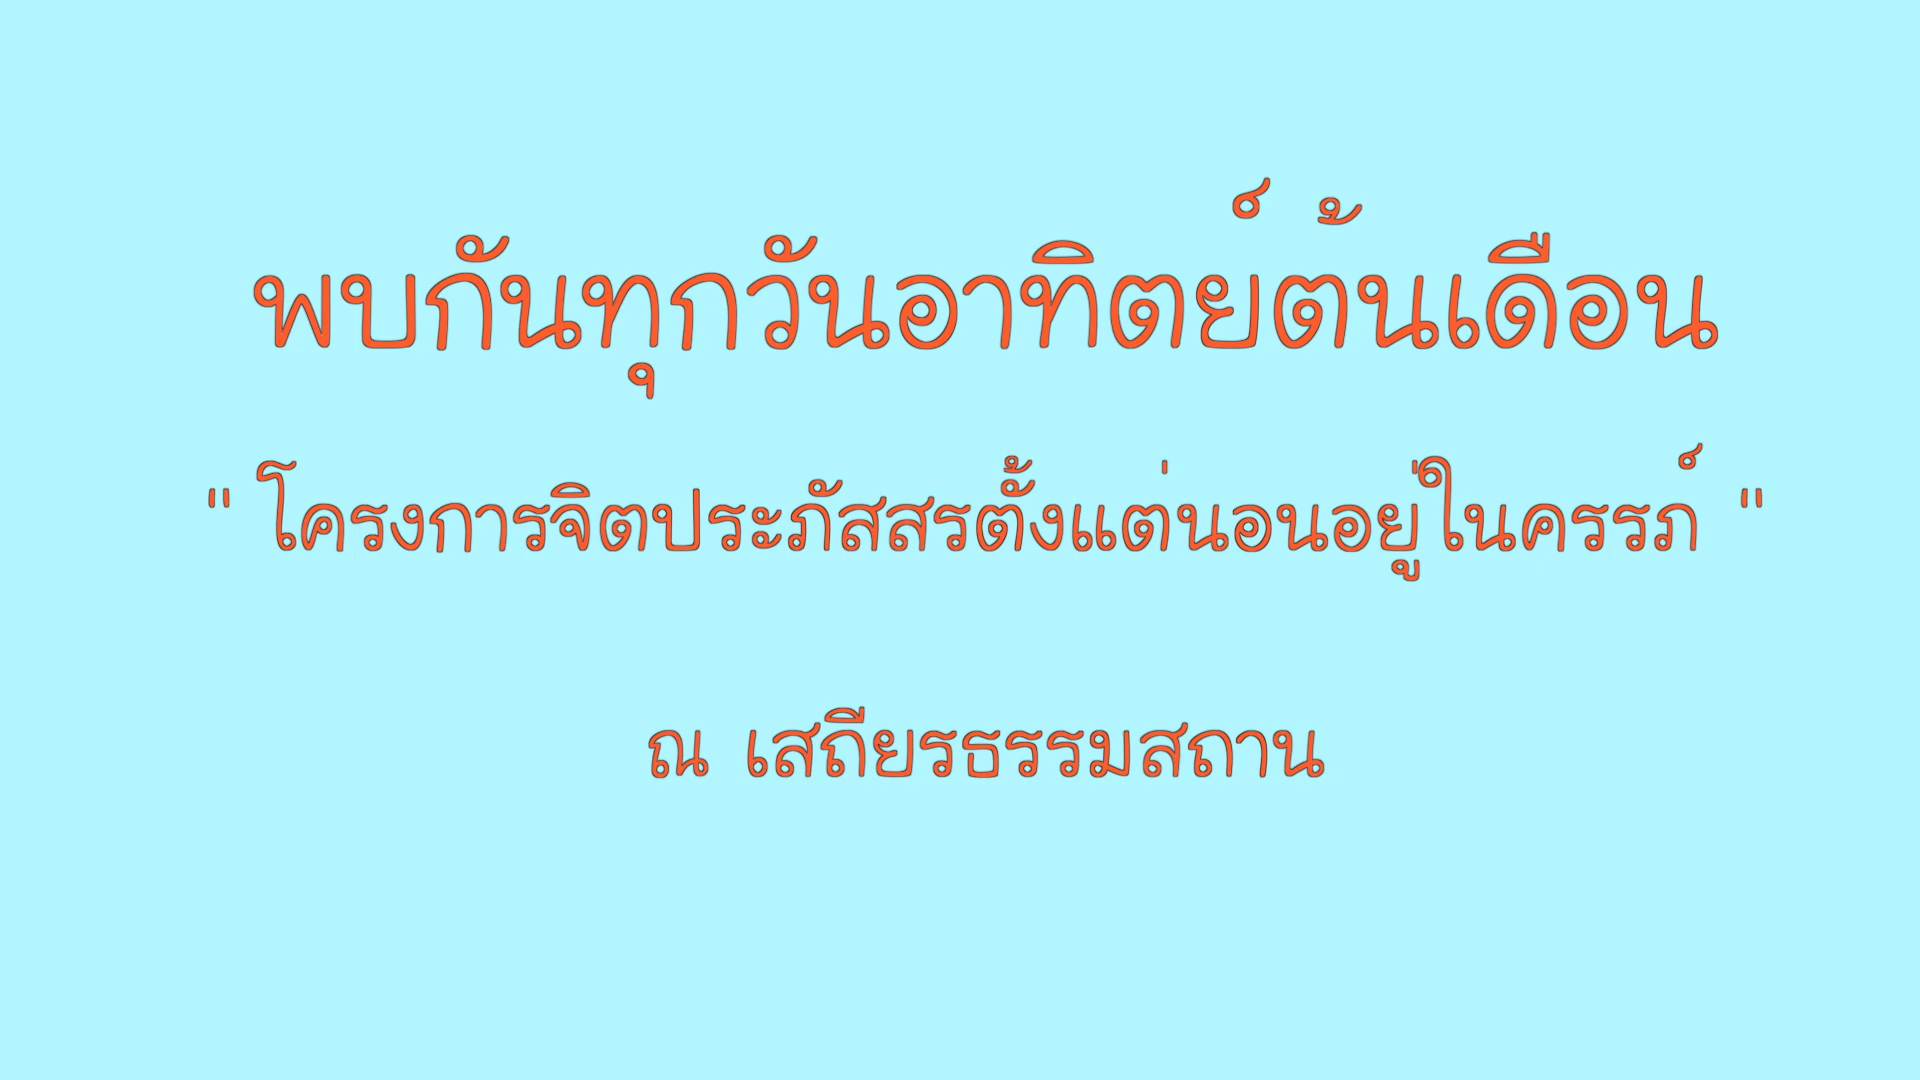 พบกันทุกวันอาทิตย์ต้นเดือน
" โครงการจิตประภัสสรตั้งแต่นอนอยู่ในครรภ์ "
ณ เสถียรธรรมสถาน